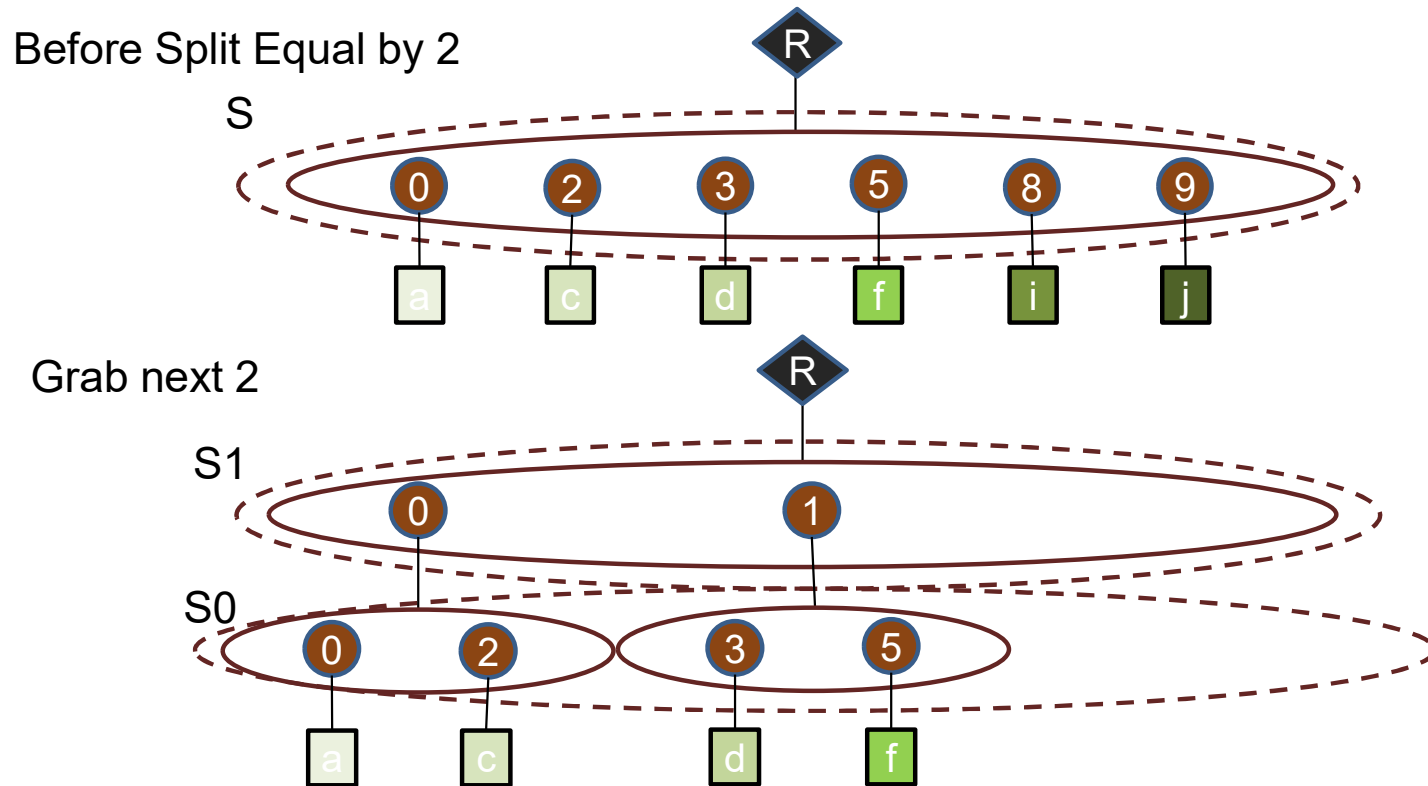 Before Split Equal by 2
R
S
0 2 3 5 8 9
a c d f i j
Grab next 2
R
S1
0 1
S0
0 2 3 5
a c d f